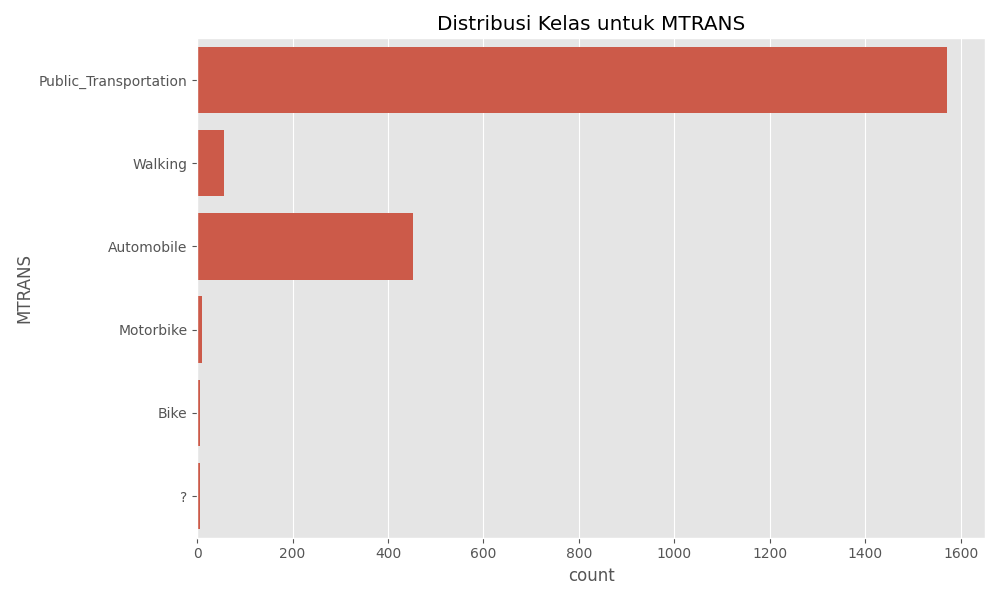 Distribusi Kelas untuk MTRANS
Public_Transportation
Walking
Automobile
Motorbike
Bike
?
MTRANS
0 200 400 600 800 1000 1200 1400 1600
count